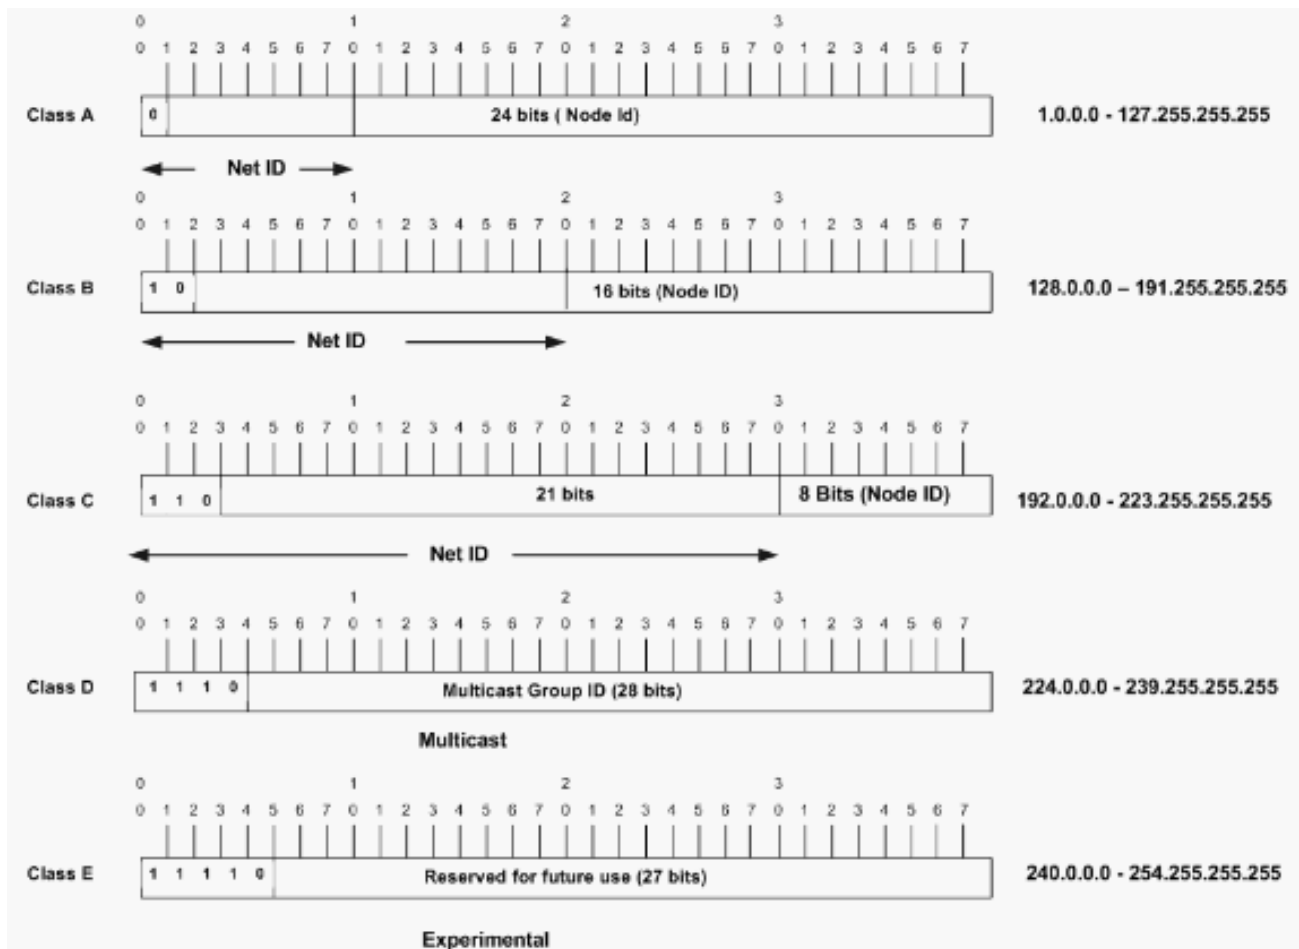 0 1 2 3
0 1 2 3 4 5 6 7 0 1 2 3 4 5 6 7 0 1 2 3 4 5 6 7 0 1 2 3 4 5 6 7
Class A 0 24 bits ( Node Id) 1.0.0.0 - 127.255.255.255
Net ID
0 1 2 3
0 1 2 3 4 5 6 7 0 1 2 3 4 5 6 7 0 1 2 3 4 5 6 7 0 1 2 3 4 5 6 7
Class B 1 0 16 bits (Node ID) 128.0.0.0 – 191.255.255.255
Net ID
0 1 2 3
0 1 2 3 4 5 6 7 0 1 2 3 4 5 6 7 0 1 2 3 4 5 6 7 0 1 2 3 4 5 6 7
Class C 1 1 0 21 bits 8 Bits (Node ID) 192.0.0.0 - 223.255.255.255
Net ID
0 1 2 3
0 1 2 3 4 5 6 7 0 1 2 3 4 5 6 7 0 1 2 3 4 5 6 7 0 1 2 3 4 5 6 7
Class D 1 1 1 0 Multicast Group ID (28 bits) 224.0.0.0 - 239.255.255.255
Multicast
0 1 2 3
0 1 2 3 4 5 6 7 0 1 2 3 4 5 6 7 0 1 2 3 4 5 6 7 0 1 2 3 4 5 6 7
Class E 1 1 1 1 0 Reserved for future use (27 bits) 240.0.0.0 - 254.255.255.255
Experimental